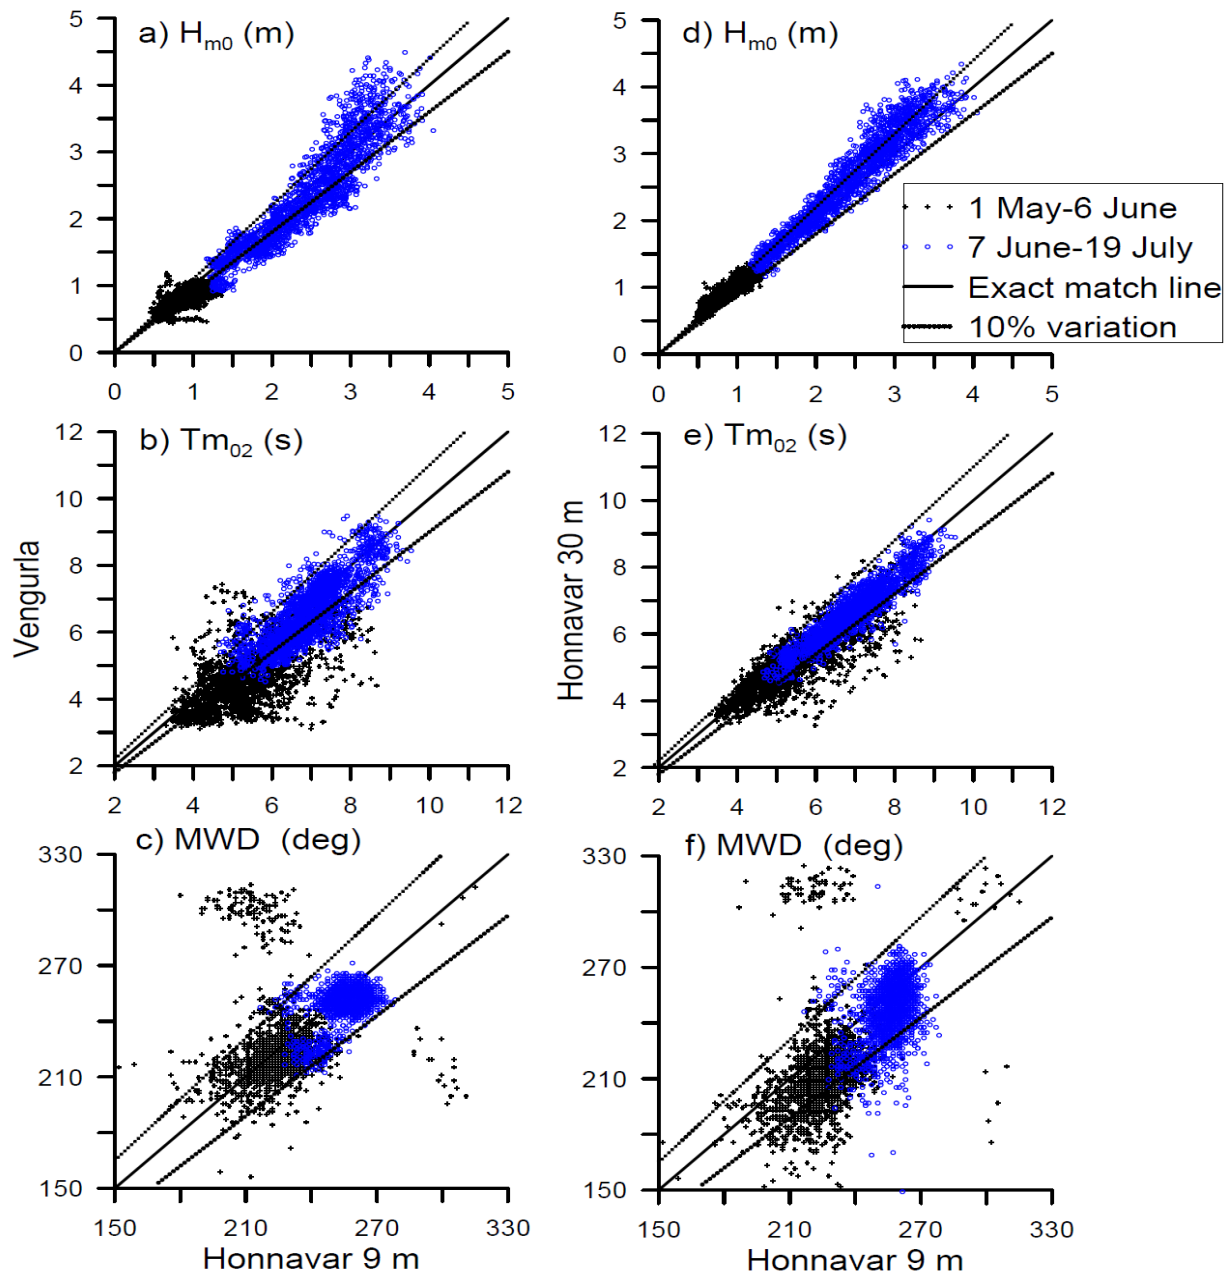 a) Hm0 (m)
5
4
3
2
1
0
0 1 2 3 4 5
d) Hm0 (m)
5
4
3
2
1
0
0 1 2 3 4 5
1 May-6 June
7 June-19 July
Exact match line
10% variation
b) Tm02 (s)
12
10
8
6
4
2
2 4 6 8 10 12
Vengurla
e) Tm02 (s)
12
10
8
6
4
2
2 4 6 8 10 12
Honnavar 30 m
c) MWD (deg)
330
270
210
150
150 210 270 330
Honnavar 9 m
f) MWD (deg)
330
270
210
150
150 210 270 330
Honnavar 9 m